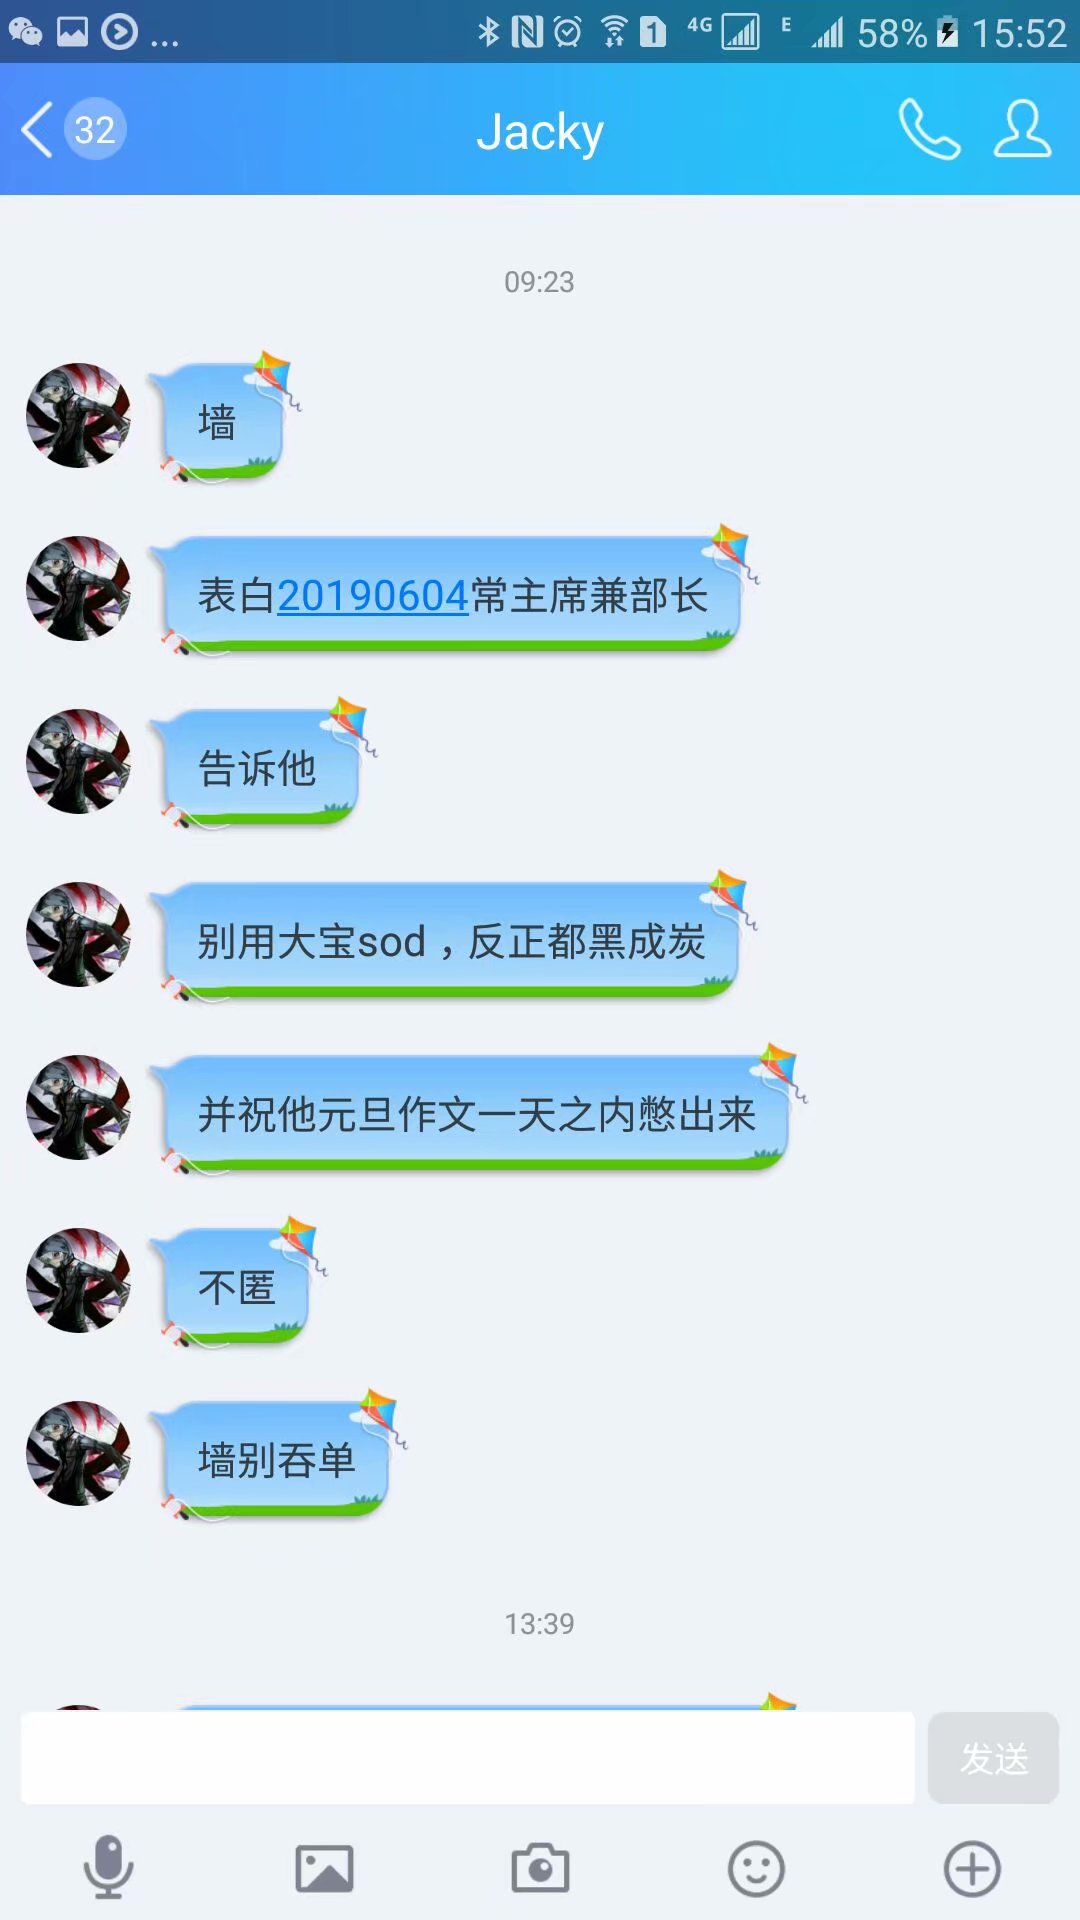 ... 1 4G E 58% 15:52
32 Jacky
09:23
墙
表白20190604常主席兼部长
告诉他
别用大宝sod，反正都黑成炭
并祝他元旦作文一天之内憋出来
不匿
墙别吞单
13:39
发送